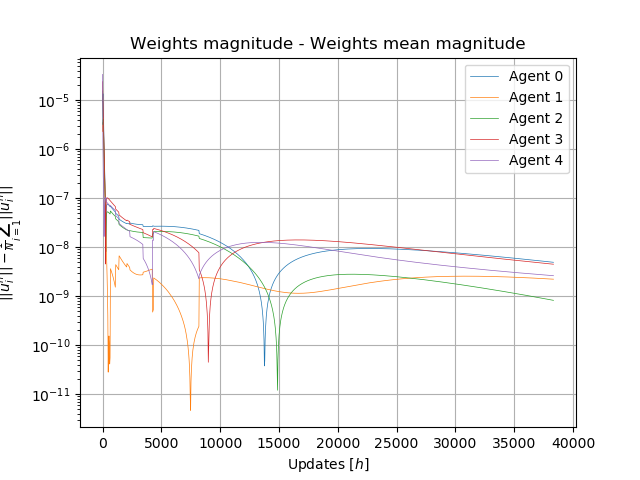 Weights magnitude - Weights mean magnitude
Agent 0
Agent 1
Agent 2
Agent 3
Agent 4
10⁻⁵
10⁻⁶
10⁻⁷
10⁻⁸
10⁻⁹
10⁻¹⁰
10⁻¹¹
0 5000 10000 15000 20000 25000 30000 35000 40000
Updates [h]